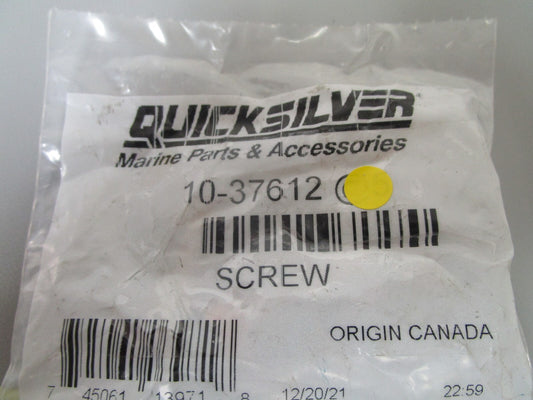 QUICKSILVER
Marine Parts & Accessories
10-37612
SCREW
ORIGIN CANADA
7 45061 13971 8 12/20/21 22:59